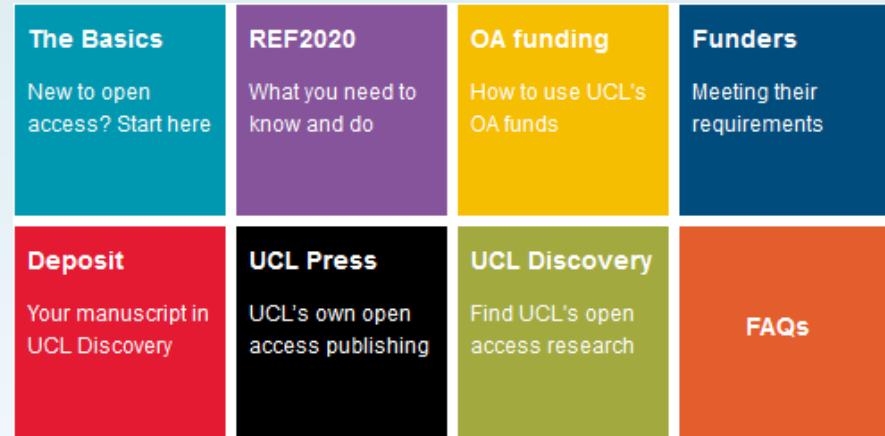 The Basics
New to open
access? Start here
REF2020
What you need to
know and do
OA funding
How to use UCL's
OA funds
Funders
Meeting their
requirements
Deposit
Your manuscript in
UCL Discovery
UCL Press
UCL's own open
access publishing
UCL Discovery
Find UCL's open
access research
FAQs